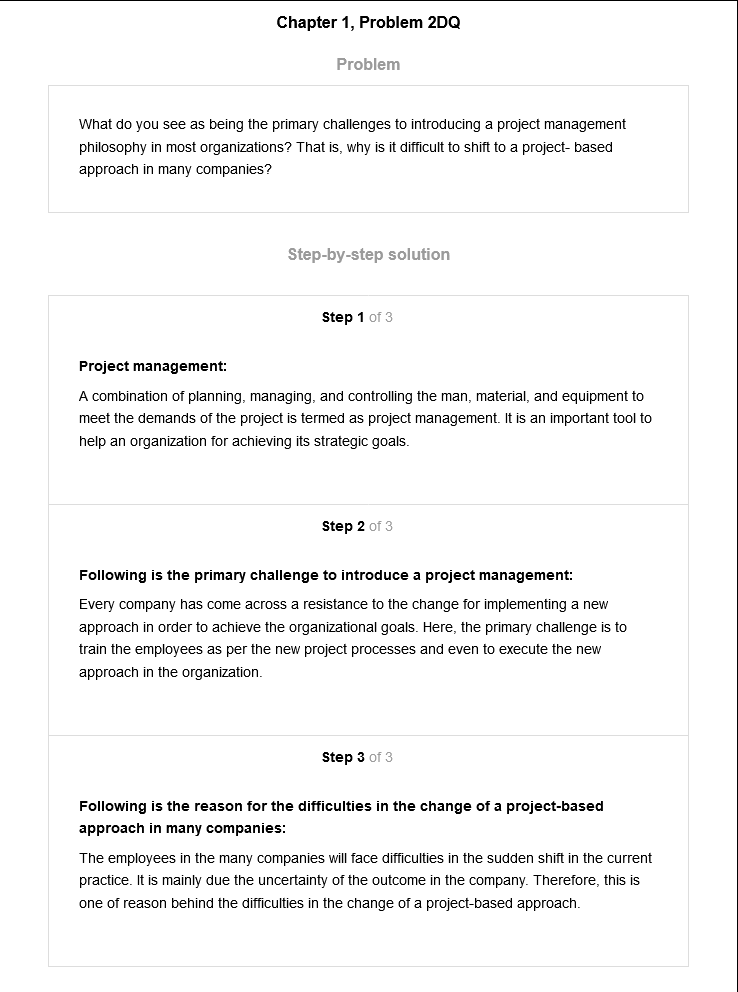 Chapter 1, Problem 2DQ
Problem
What do you see as being the primary challenges to introducing a project management
philosophy in most organizations? That is, why is it difficult to shift to a project- based
approach in many companies?
Step-by-step solution
Step 1 of 3
Project management:
A combination of planning, managing, and controlling the man, material, and equipment to
meet the demands of the project is termed as project management. It is an important tool to
help an organization for achieving its strategic goals.
Step 2 of 3
Following is the primary challenge to introduce a project management:
Every company has come across a resistance to the change for implementing a new
approach in order to achieve the organizational goals. Here, the primary challenge is to
train the employees as per the new project processes and even to execute the new
approach in the organization.
Step 3 of 3
Following is the reason for the difficulties in the change of a project-based
approach in many companies:
The employees in the many companies will face difficulties in the sudden shift in the current
practice. It is mainly due the uncertainty of the outcome in the company. Therefore, this is
one of reason behind the difficulties in the change of a project-based approach.